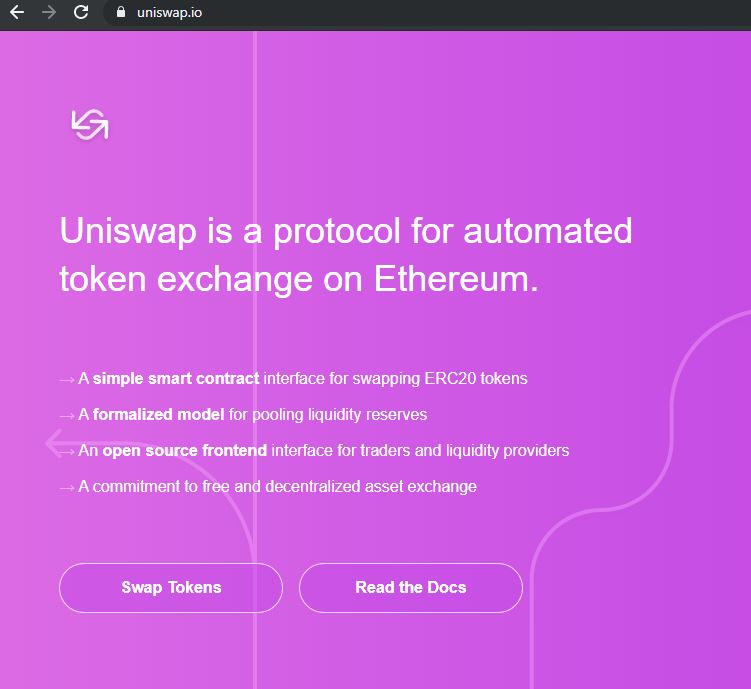 uniswap.io
Uniswap is a protocol for automated
token exchange on Ethereum.
→ A simple smart contract interface for swapping ERC20 tokens
→ A formalized model for pooling liquidity reserves
→ An open source frontend interface for traders and liquidity providers
→ A commitment to free and decentralized asset exchange
Swap Tokens
Read the Docs